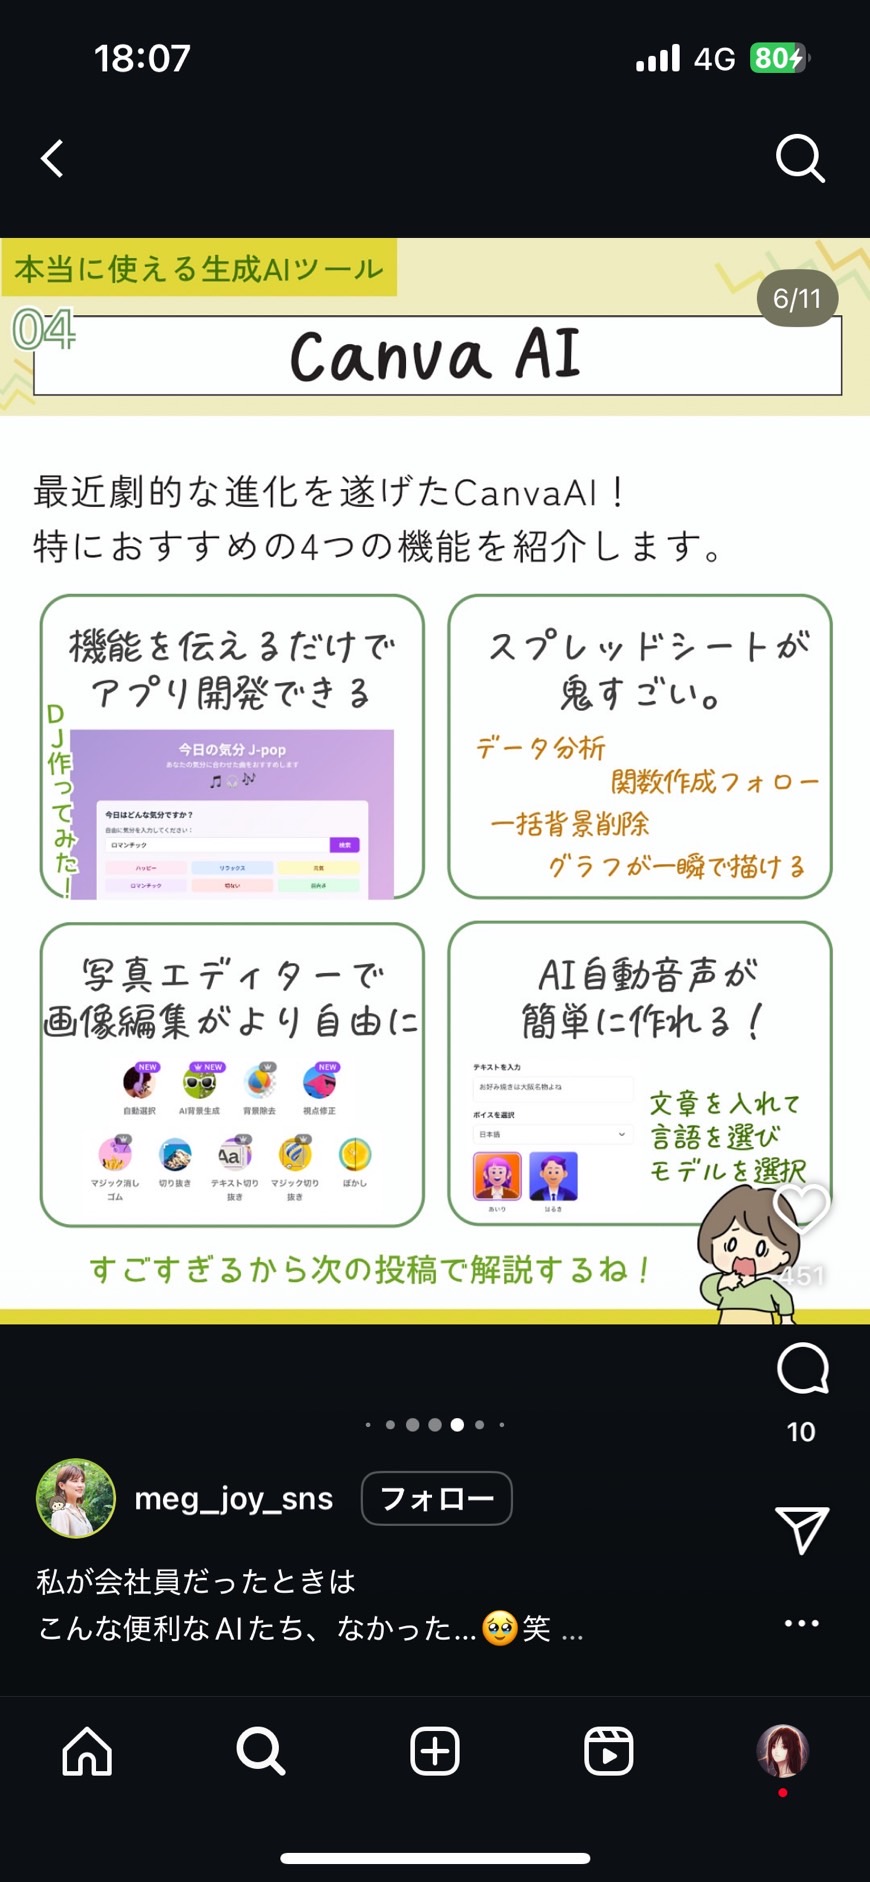 18:07
4G 80
本当に使える生成AIツール
6/11
04
Canva AI
最近劇的な進化を遂げたCanvaAI！
特におすすめの4つの機能を紹介します。
機能を伝えるだけで
アプリ開発できる
DJ作ってみた！
今日の気分 J-pop
あなたの気分に合わせた曲をおすすめします
今日はどんな気分ですか？
自由に気分を入力してください：
ロマンチック
検索
ハッピー
リラックス
元気
ロマンチック
切ない
前向き
スプレッドシートが
鬼すごい。
データ分析
関数作成フォロー
一括背景削除
グラフが一瞬で描ける
写真エディターで
画像編集がより自由に
NEW
NEW
NEW
自動選択
AI背景生成
背景除去
視点修正
マジック消しゴム
切り抜き
テキスト切り抜き
マジック切り抜き
ぼかし
AI自動音声が
簡単に作れる！
テキストを入力
お好み焼きは大阪名物よね
ボイスを選択
日本語
あいり
はるき
文章を入れて
言語を選び
モデルを選択
すごすぎるから次の投稿で解説するね！
451
10
meg_joy_sns
フォロー
私が会社員だったときは
こんな便利なAIたち、なかった...🥹笑 ...